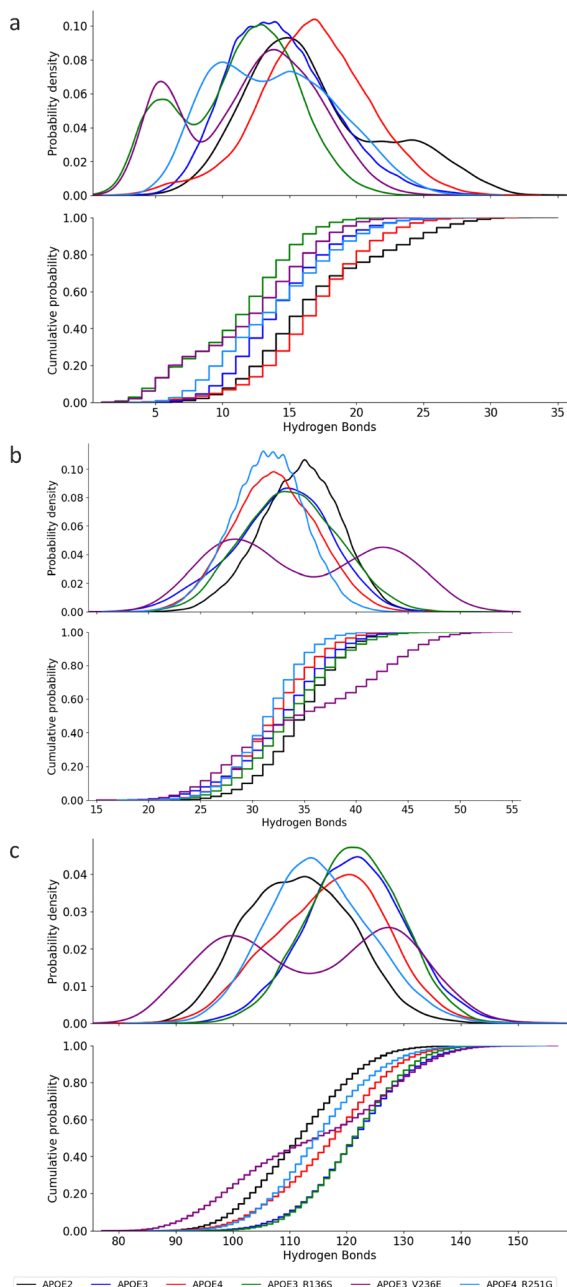 a
Probability density
0.10
0.08
0.06
0.04
0.02
0.00
Cumulative probability
1.00
0.80
0.60
0.40
0.20
0.00
5 10 15 20 25 30 35
Hydrogen Bonds
b
Probability density
0.10
0.08
0.06
0.04
0.02
0.00
Cumulative probability
1.00
0.80
0.60
0.40
0.20
0.00
15 20 25 30 35 40 45 50 55
Hydrogen Bonds
c
Probability density
0.04
0.03
0.02
0.01
0.00
Cumulative probability
1.00
0.80
0.60
0.40
0.20
0.00
80 90 100 110 120 130 140 150
Hydrogen Bonds
APOE2 APOE3 APOE4 APOE3_R136S APOE3_V236E APOE4_R251G